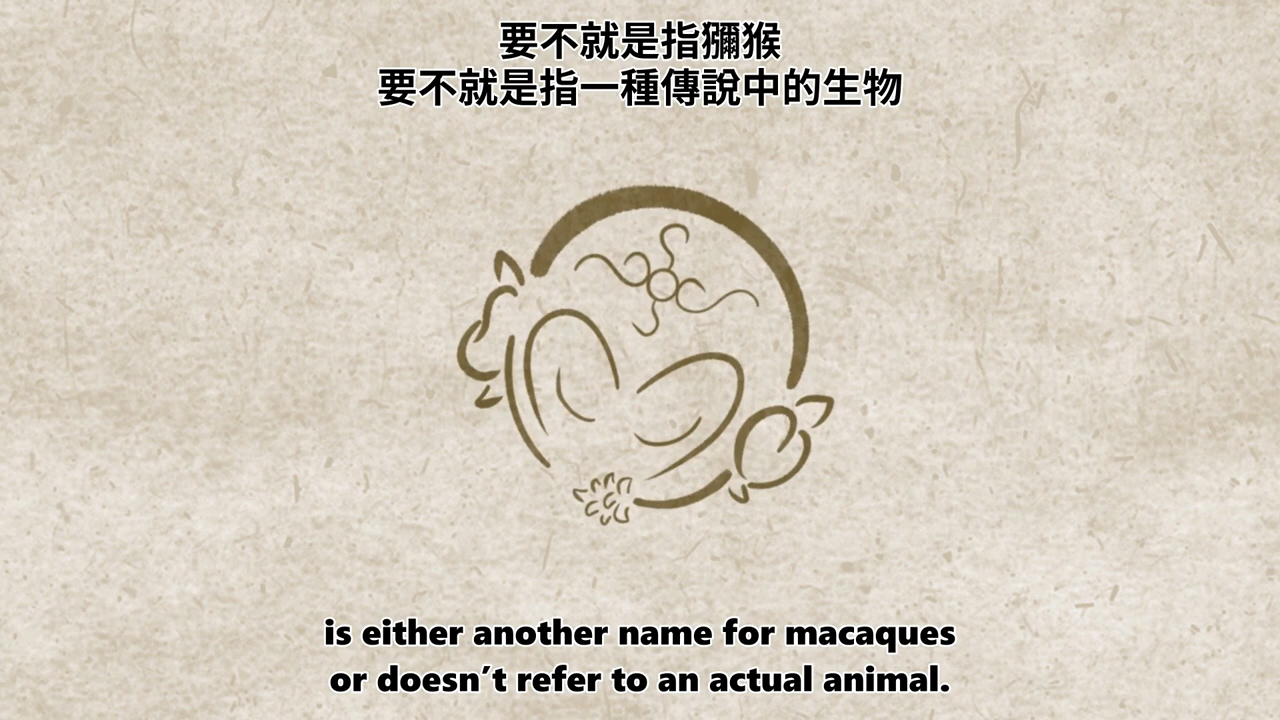 要不就是指獼猴
要不就是指一種傳說中的生物
is either another name for macaques
or doesn′t refer to an actual animal.